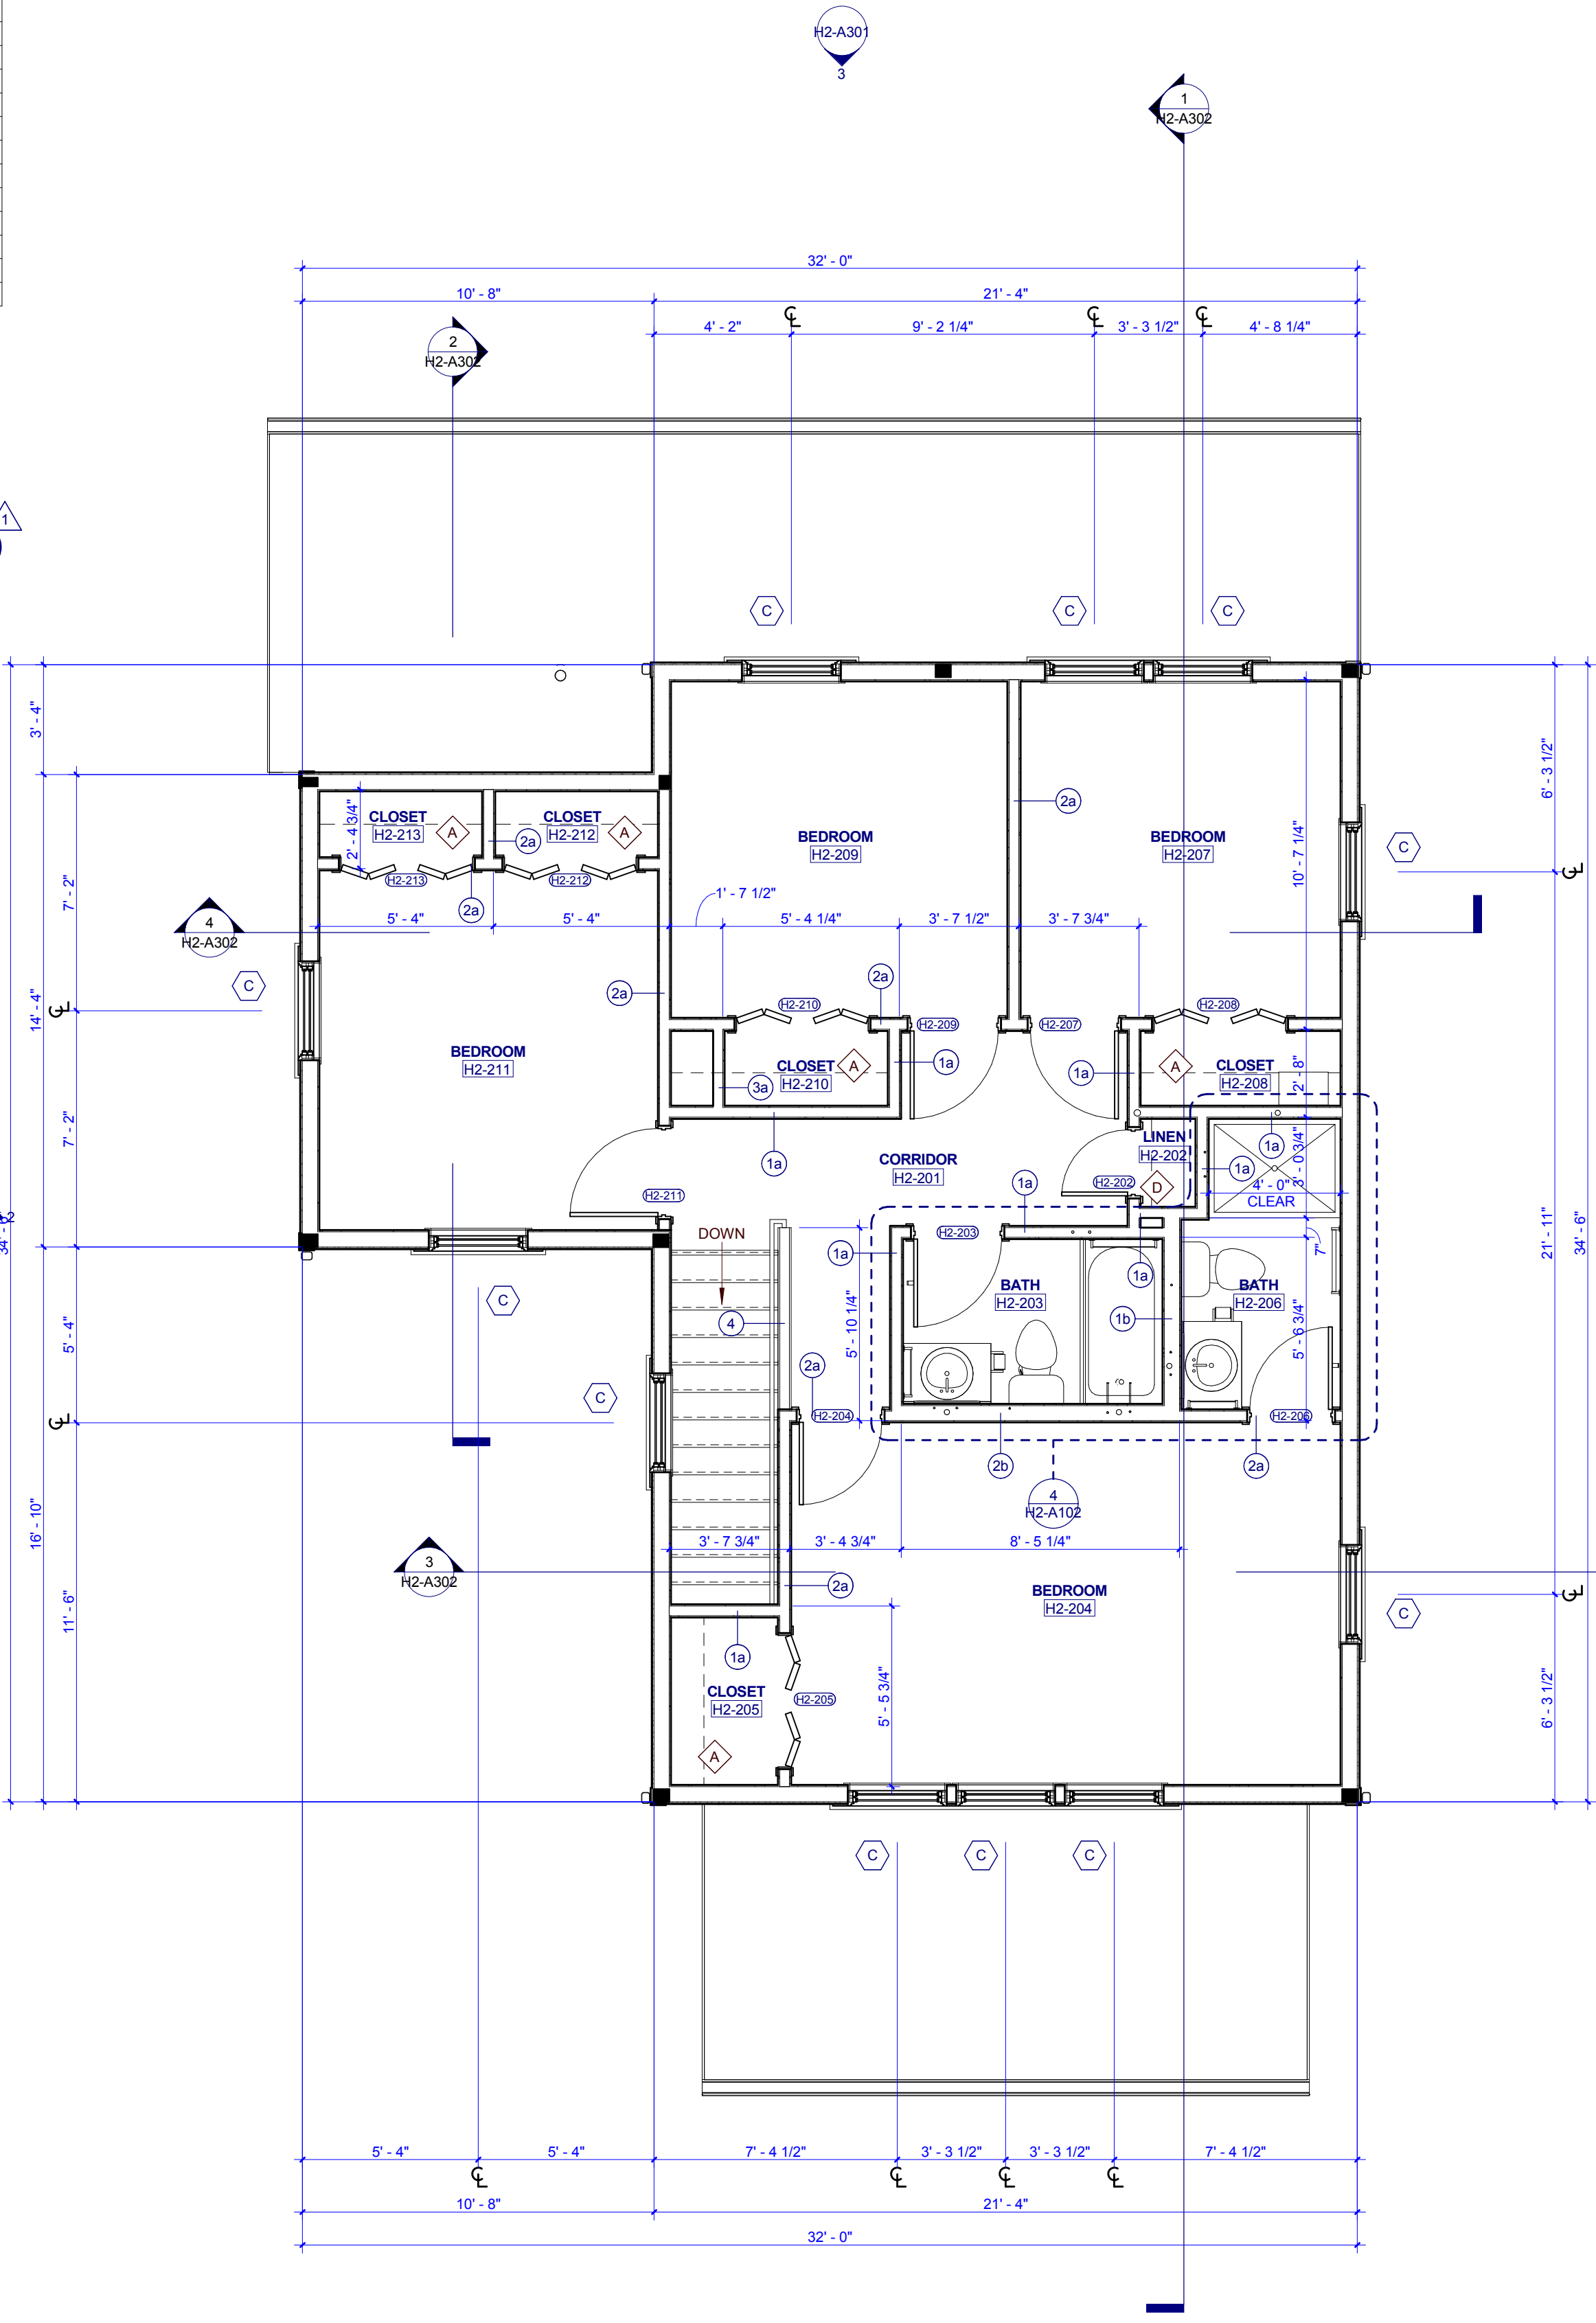 H2-A301
3
1
H2-A302
32' - 0"
10' - 8"
21' - 4"
2
H2-A302
4' - 2"
9' - 2 1/4"
3' - 3 1/2"
4' - 8 1/4"
1
C
C
C
3' - 4"
6' - 3 1/2"
CLOSET
H2-213
A
CLOSET
H2-212
A
2a
2' - 4 3/4"
2a
BEDROOM
H2-209
BEDROOM
H2-207
10' - 7 1/4"
C
H2-213
H2-212
2a
7' - 2"
1' - 7 1/2"
5' - 4"
5' - 4"
5' - 4 1/4"
3' - 7 1/2"
3' - 7 3/4"
4
H2-A302
C
14' - 4"
2a
2a
H2-210
H2-209
H2-207
H2-208
BEDROOM
H2-211
CLOSET
H2-210
A
1a
3a
1a
A
CLOSET
H2-208
2' - 8"
7' - 2"
1a
CORRIDOR
H2-201
LINEN
H2-202
D
H2-202
1a
1a
1a
4' - 0"
CLEAR
3' - 0 3/4"
21' - 11"
34' - 6"
34' - 6"
H2-211
DOWN
H2-203
1a
7"
1a
BATH
H2-203
BATH
H2-206
C
4
1b
5' - 10 1/4"
5' - 6 3/4"
5' - 4"
2a
C
H2-204
H2-206
2b
2a
4
H2-A102
16' - 10"
3' - 7 3/4"
3' - 4 3/4"
8' - 5 1/4"
3
H2-A302
2a
BEDROOM
H2-204
C
11' - 6"
1a
CLOSET
H2-205
H2-205
5' - 5 3/4"
A
6' - 3 1/2"
C
C
C
5' - 4"
5' - 4"
7' - 4 1/2"
3' - 3 1/2"
3' - 3 1/2"
7' - 4 1/2"
10' - 8"
21' - 4"
32' - 0"